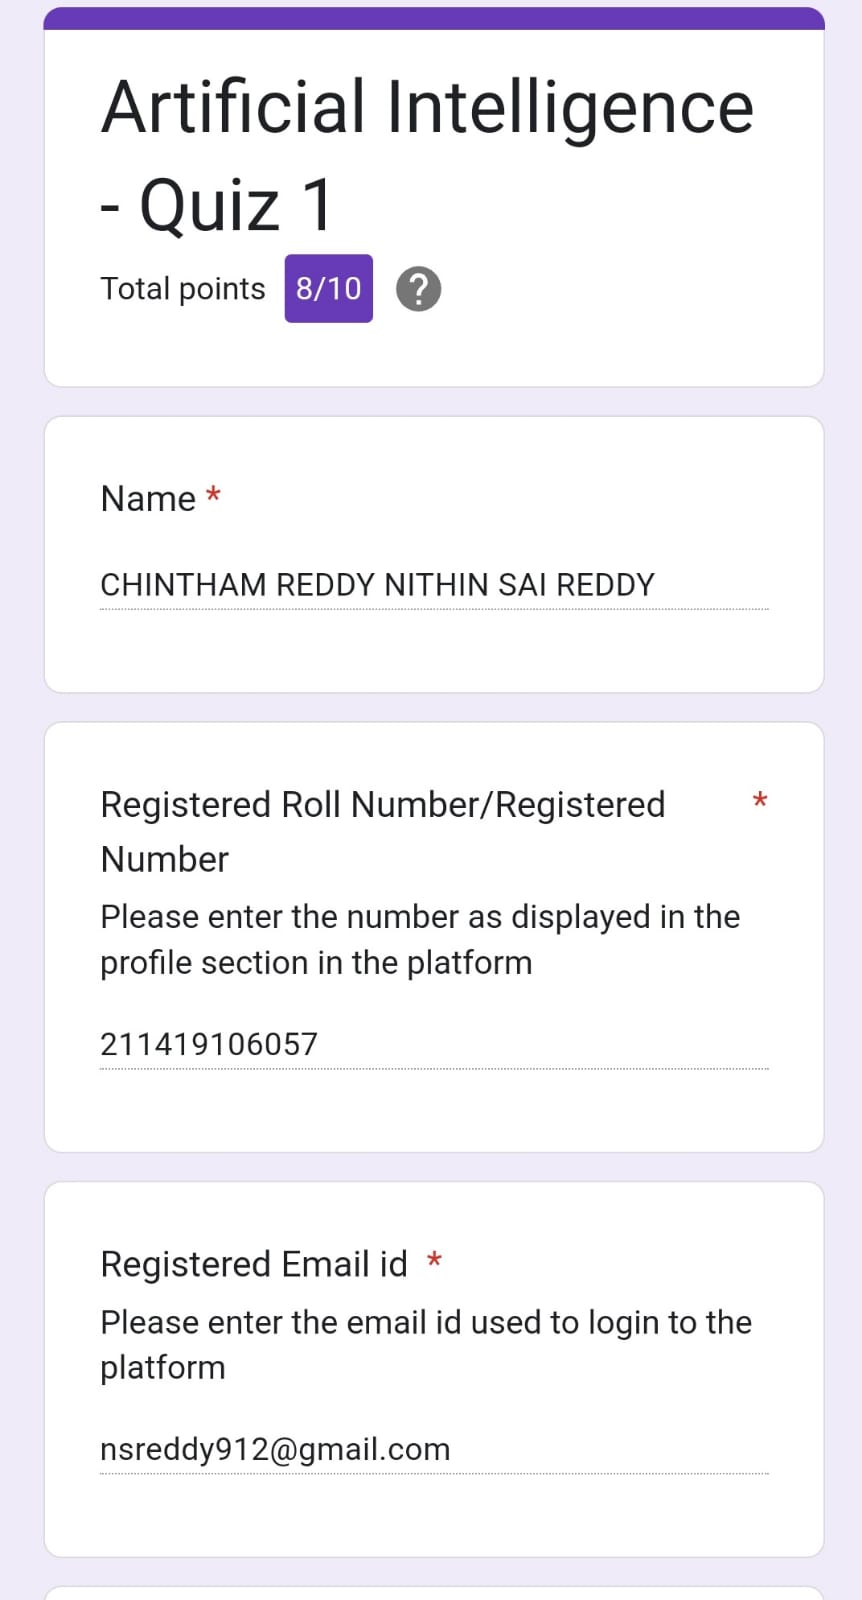 Artificial Intelligence
- Quiz 1
Total points 8/10 ?
Name *
CHINTHAM REDDY NITHIN SAI REDDY
Registered Roll Number/Registered *
Number
Please enter the number as displayed in the
profile section in the platform
211419106057
Registered Email id *
Please enter the email id used to login to the
platform
nsreddy912@gmail.com